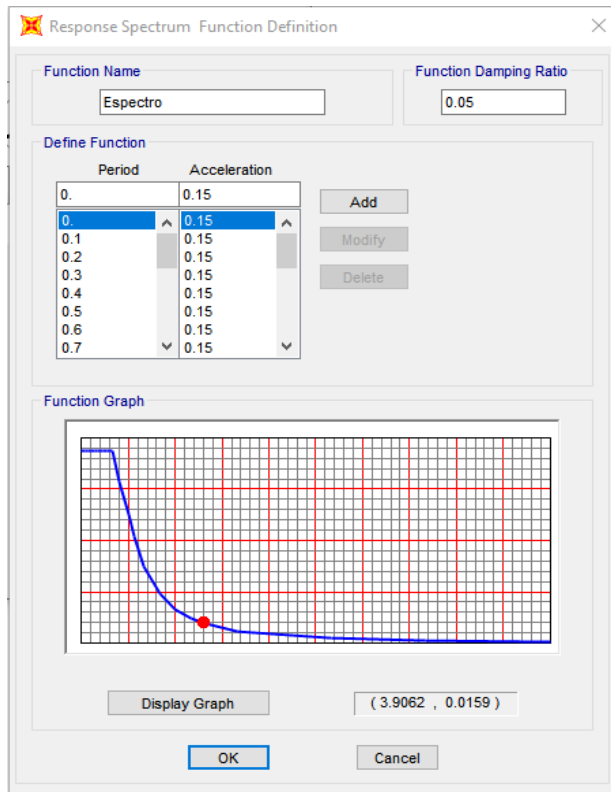 Response Spectrum Function Definition
Function Name
Function Damping Ratio
Espectro
0.05
Define Function
Period Acceleration
0. 0.15
Add
0. 0.15
0.1 0.15
Modify
0.2 0.15
0.3 0.15
Delete
0.4 0.15
0.5 0.15
0.6 0.15
0.7 0.15
Function Graph
Display Graph
( 3.9062 , 0.0159 )
OK
Cancel